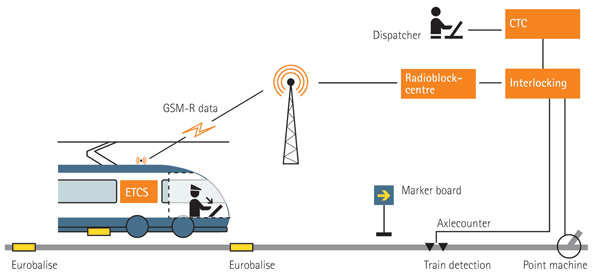 CTC
Dispatcher
Radioblock-
centre
Interlocking
GSM-R data
ETCS
Marker board
Axlecounter
Eurobalise
Eurobalise
Train detection
Point machine